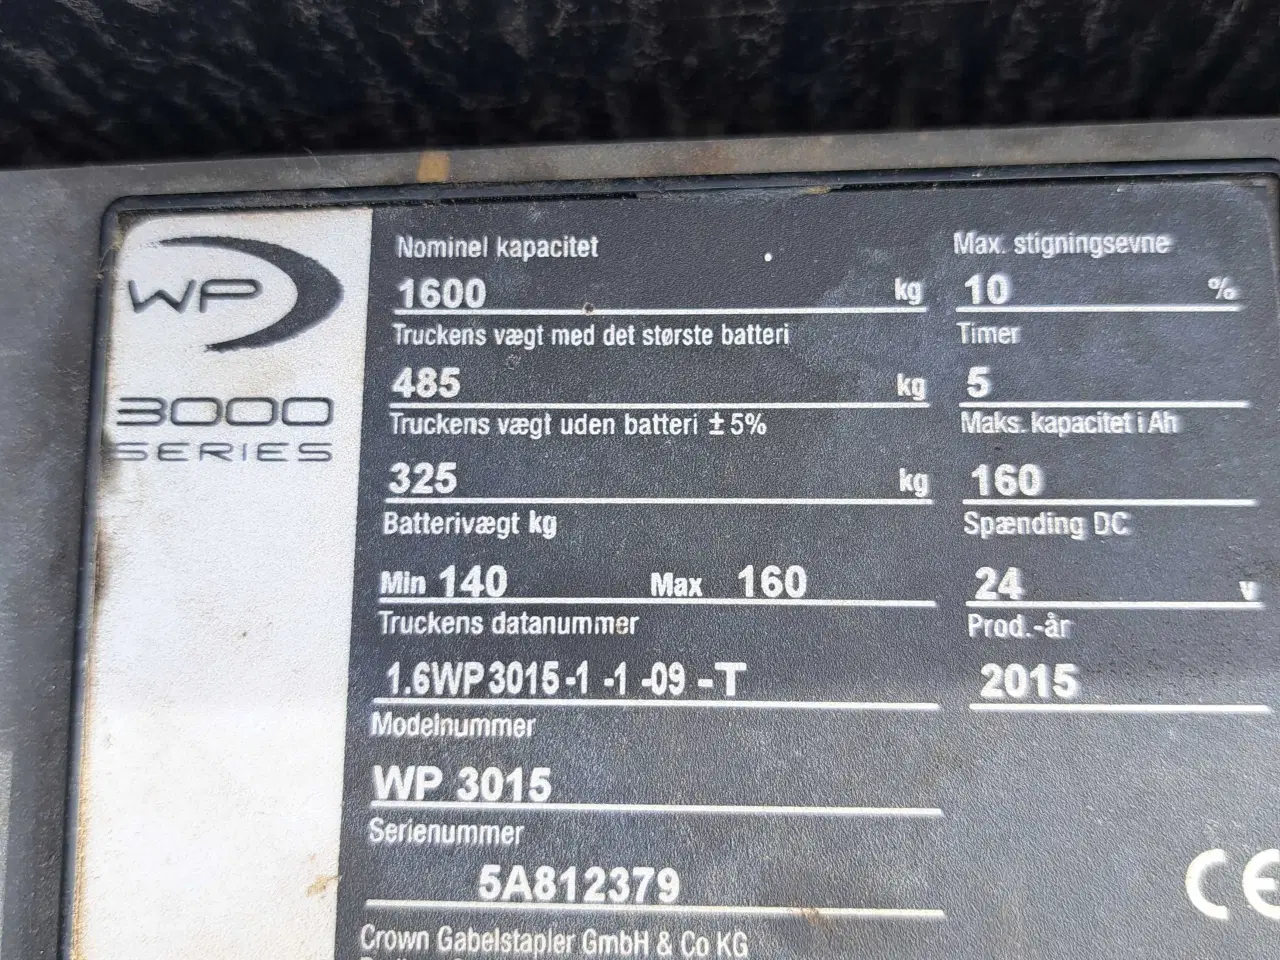 WP
3000
SERIES
Nominel kapacitet
1600 kg
Truckens vægt med det største batteri
485 kg
Truckens vægt uden batteri ± 5%
325 kg
Batterivægt kg
Min 140 Max 160
Truckens datanummer
1.6WP3015-1 -1 -09 -T
Modelnummer
WP 3015
Serienummer
5A812379
Crown Gabelstapler GmbH & Co KG
Max. stigningsevne
10 %
Timer
5
Maks. kapacitet i Ah
160
Spænding DC
24 v
Prod.-år
2015
CE